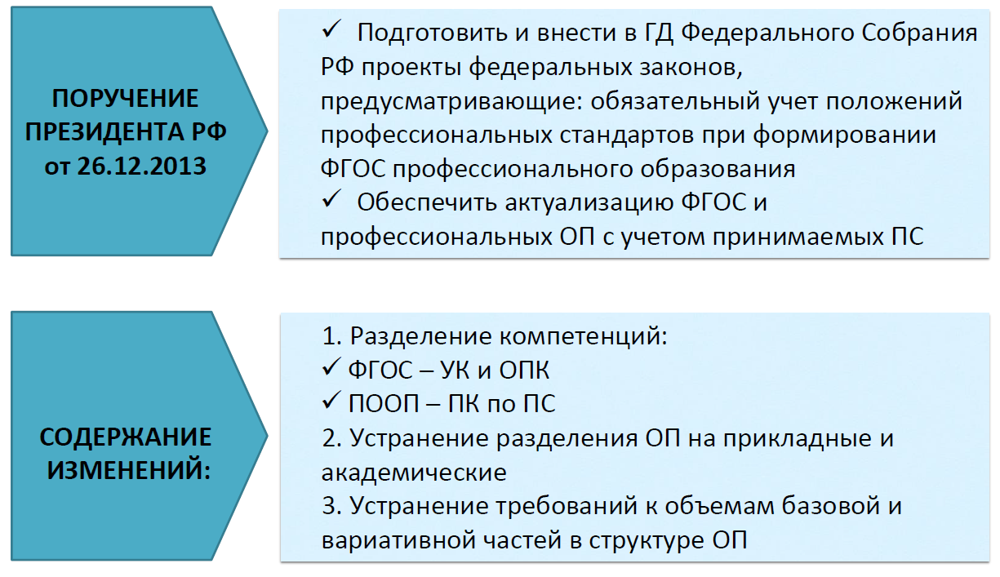 ПОРУЧЕНИЕ
ПРЕЗИДЕНТА РФ
от 26.12.2013
✓ Подготовить и внести в ГД Федерального Собрания
РФ проекты федеральных законов,
предусматривающие: обязательный учет положений
профессиональных стандартов при формировании
ФГОС профессионального образования
✓ Обеспечить актуализацию ФГОС и
профессиональных ОП с учетом принимаемых ПС
СОДЕРЖАНИЕ
ИЗМЕНЕНИЙ:
1. Разделение компетенций:
✓ ФГОС – УК и ОПК
✓ ПООП – ПК по ПС
2. Устранение разделения ОП на прикладные и
академические
3. Устранение требований к объемам базовой и
вариативной частей в структуре ОП